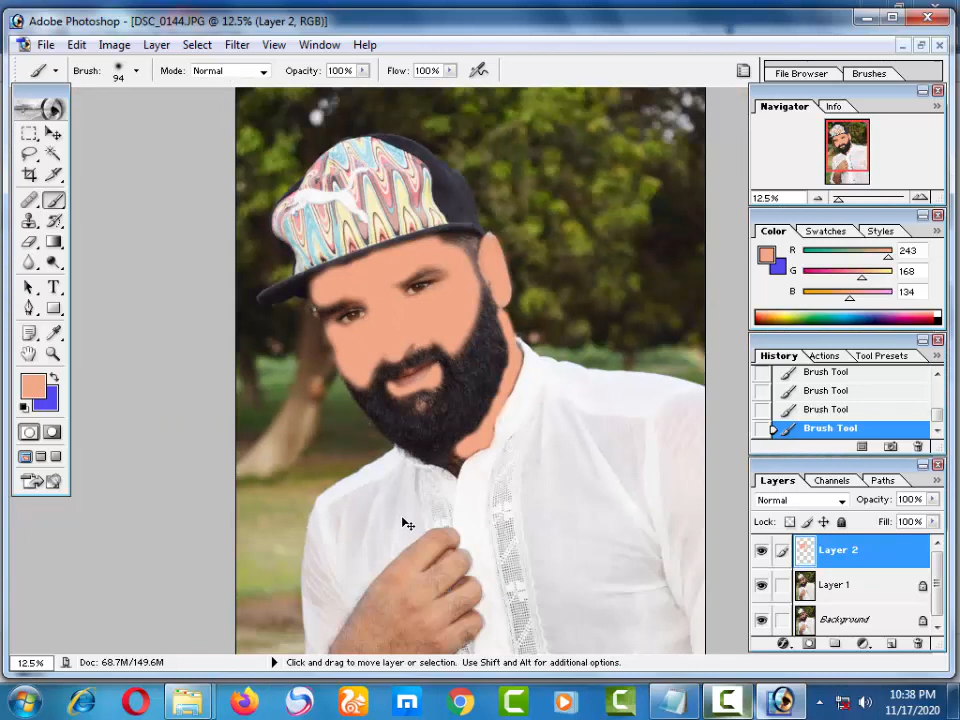 Adobe Photoshop - [DSC_0144.JPG @ 12.5% (Layer 2, RGB)]
File Edit Image Layer Select Filter View Window Help
Brush: 94 Mode: Normal Opacity: 100% Flow: 100% File Browser Brushes
Navigator Info
12.5%
Color Swatches Styles
R 243
G 168
B 134
History Actions Tool Presets
Brush Tool
Brush Tool
Brush Tool
Brush Tool
Layers Channels Paths
Normal Opacity: 100%
Lock: Fill: 100%
Layer 2
Layer 1
Background
12.5% Doc: 68.7M/149.6M Click and drag to move layer or selection. Use Shift and Alt for additional options.
10:38 PM
11/17/2020